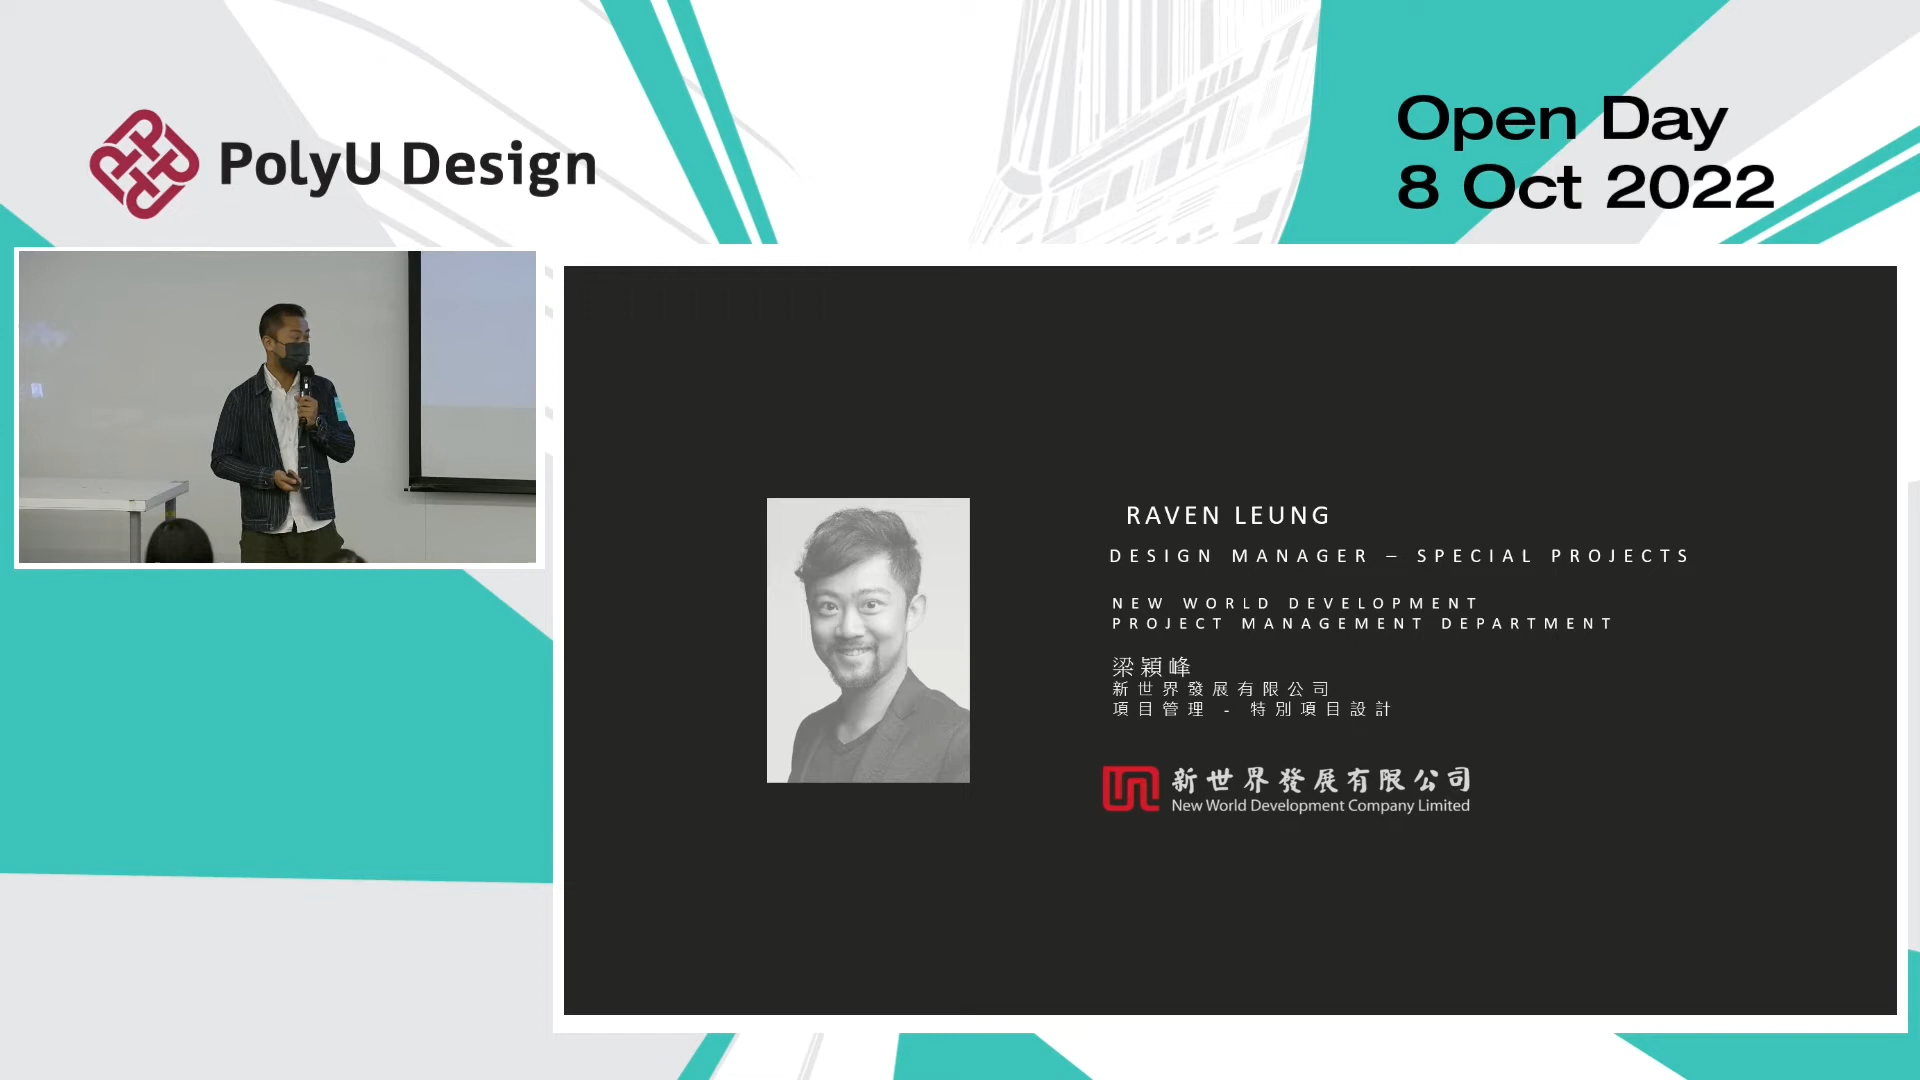 PolyU Design
Open Day
8 Oct 2022
RAVEN LEUNG
DESIGN MANAGER – SPECIAL PROJECTS
NEW WORLD DEVELOPMENT
PROJECT MANAGEMENT DEPARTMENT
梁穎峰
新世界發展有限公司
項目管理 - 特別項目設計
新世界發展有限公司
New World Development Company Limited